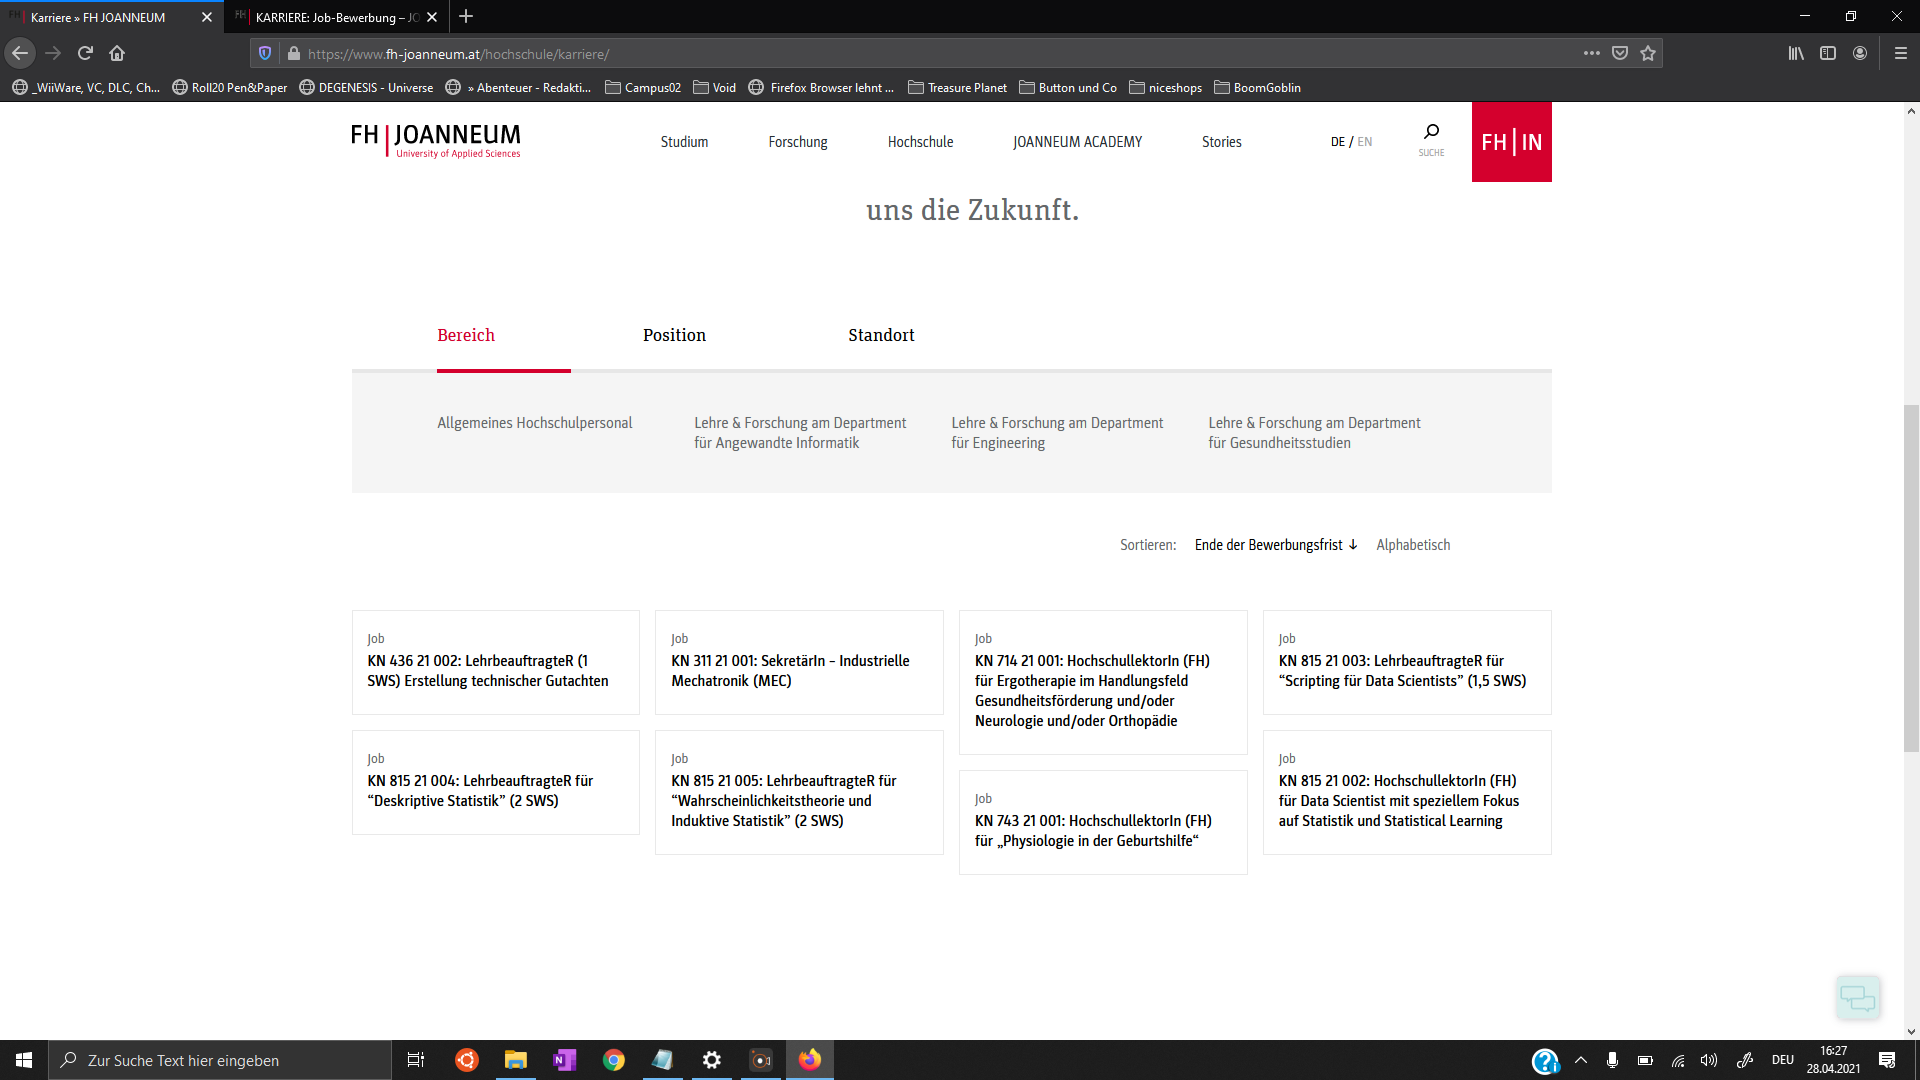 Karriere » FH JOANNEUM
KARRIERE: Job-Bewerbung – JO
https://www.fh-joanneum.at/hochschule/karriere/
_WiiWare, VC, DLC, Ch...
Roll20 Pen&Paper
DEGENESIS - Universe
» Abenteuer - Redakti...
Campus02
Void
Firefox Browser lehnt ...
Treasure Planet
Button und Co
niceshops
BoomGoblin
FH | JOANNEUM
University of Applied Sciences
Studium
Forschung
Hochschule
JOANNEUM ACADEMY
Stories
DE / EN
SUCHE
FH | IN
uns die Zukunft.
Bereich
Position
Standort
Allgemeines Hochschulpersonal
Lehre & Forschung am Department
für Angewandte Informatik
Lehre & Forschung am Department
für Engineering
Lehre & Forschung am Department
für Gesundheitsstudien
Sortieren: Ende der Bewerbungsfrist ↓ Alphabetisch
Job
KN 436 21 002: LehrbeauftragteR (1
SWS) Erstellung technischer Gutachten
Job
KN 311 21 001: SekretärIn – Industrielle
Mechatronik (MEC)
Job
KN 714 21 001: HochschullektorIn (FH)
für Ergotherapie im Handlungsfeld
Gesundheitsförderung und/oder
Neurologie und/oder Orthopädie
Job
KN 815 21 003: LehrbeauftragteR für
“Scripting für Data Scientists” (1,5 SWS)
Job
KN 815 21 004: LehrbeauftragteR für
“Deskriptive Statistik” (2 SWS)
Job
KN 815 21 005: LehrbeauftragteR für
“Wahrscheinlichkeitstheorie und
Induktive Statistik” (2 SWS)
Job
KN 743 21 001: HochschullektorIn (FH)
für „Physiologie in der Geburtshilfe“
Job
KN 815 21 002: HochschullektorIn (FH)
für Data Scientist mit speziellem Fokus
auf Statistik und Statistical Learning
Zur Suche Text hier eingeben
DEU
16:27
28.04.2021